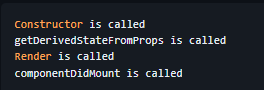 Constructor is called
getDerivedStateFromProps is called
Render is called
componentDidMount is called